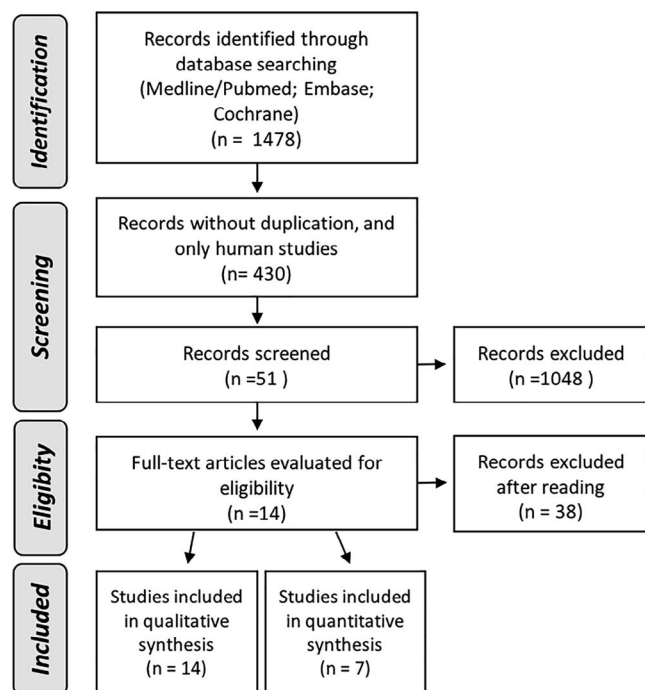 Identification
Records identified through
database searching
(Medline/Pubmed; Embase;
Cochrane)
(n = 1478)
Screening
Records without duplication, and
only human studies
(n= 430)
Records screened
(n =51 )
Records excluded
(n =1048 )
Eligibity
Full-text articles evaluated for
eligibility
(n =14)
Records excluded
after reading
(n = 38)
Included
Studies included
in qualitative
synthesis
(n = 14)
Studies included
in quantitative
synthesis
(n = 7)